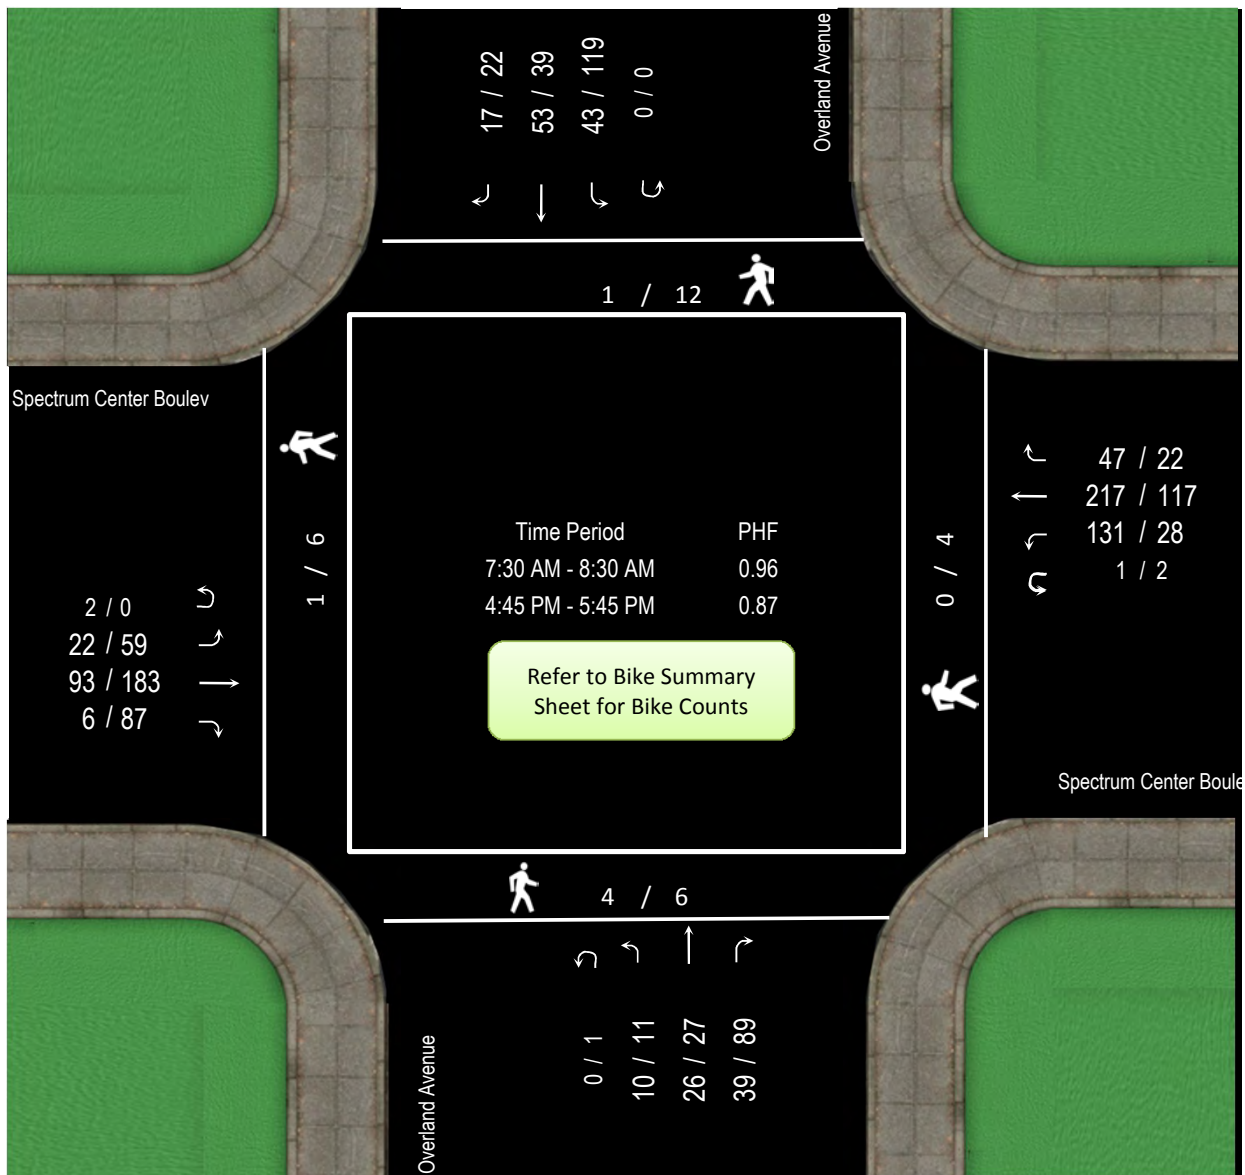 17 / 22
53 / 39
43 / 119
0 / 0
Overland Avenue
1 / 12
Spectrum Center Boulev
1 / 6
2 / 0
22 / 59
93 / 183
6 / 87
Time Period PHF
7:30 AM - 8:30 AM 0.96
4:45 PM - 5:45 PM 0.87
Refer to Bike Summary
Sheet for Bike Counts
0 / 4
47 / 22
217 / 117
131 / 28
1 / 2
Spectrum Center Boule
4 / 6
Overland Avenue
0 / 1
10 / 11
26 / 27
39 / 89